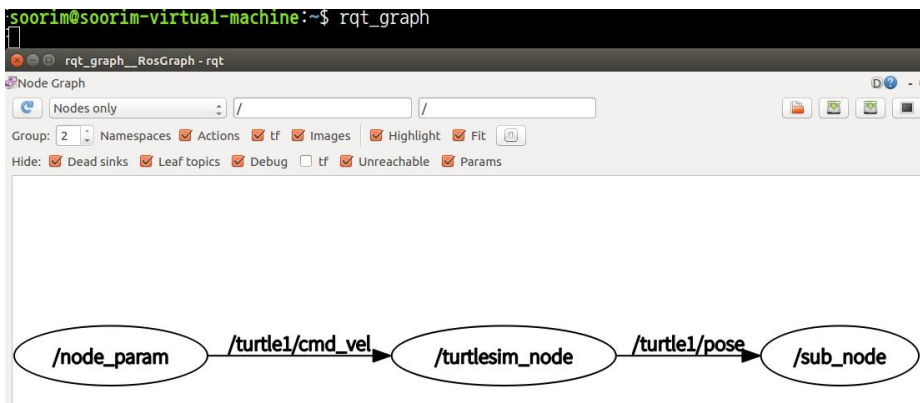 soorim@soorim-virtual-machine:~$ rqt_graph
rqt_graph__RosGraph - rqt
Node Graph
D
Nodes only / /
Group: 2 Namespaces Actions tf Images Highlight Fit
Hide: Dead sinks Leaf topics Debug tf Unreachable Params
/node_param /turtle1/cmd_vel /turtlesim_node /turtle1/pose /sub_node